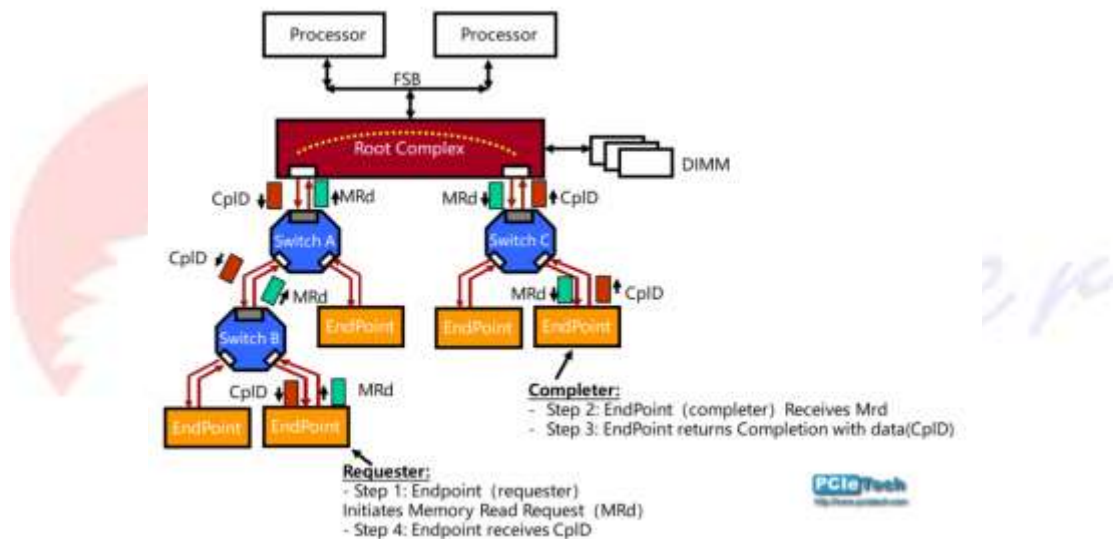 Processor
Processor
FSB
Root Complex
DIMM
CplD
MRd
MRd
CplD
Switch A
Switch C
CplD
MRd
MRd
CplD
EndPoint
EndPoint
EndPoint
Switch B
CplD
MRd
EndPoint
EndPoint
Completer:
- Step 2: EndPoint (completer) Receives Mrd
- Step 3: EndPoint returns Completion with data(CplD)
Requester:
- Step 1: Endpoint (requester)
Initiates Memory Read Request (MRd)
- Step 4: Endpoint receives CplD
PCIeTech